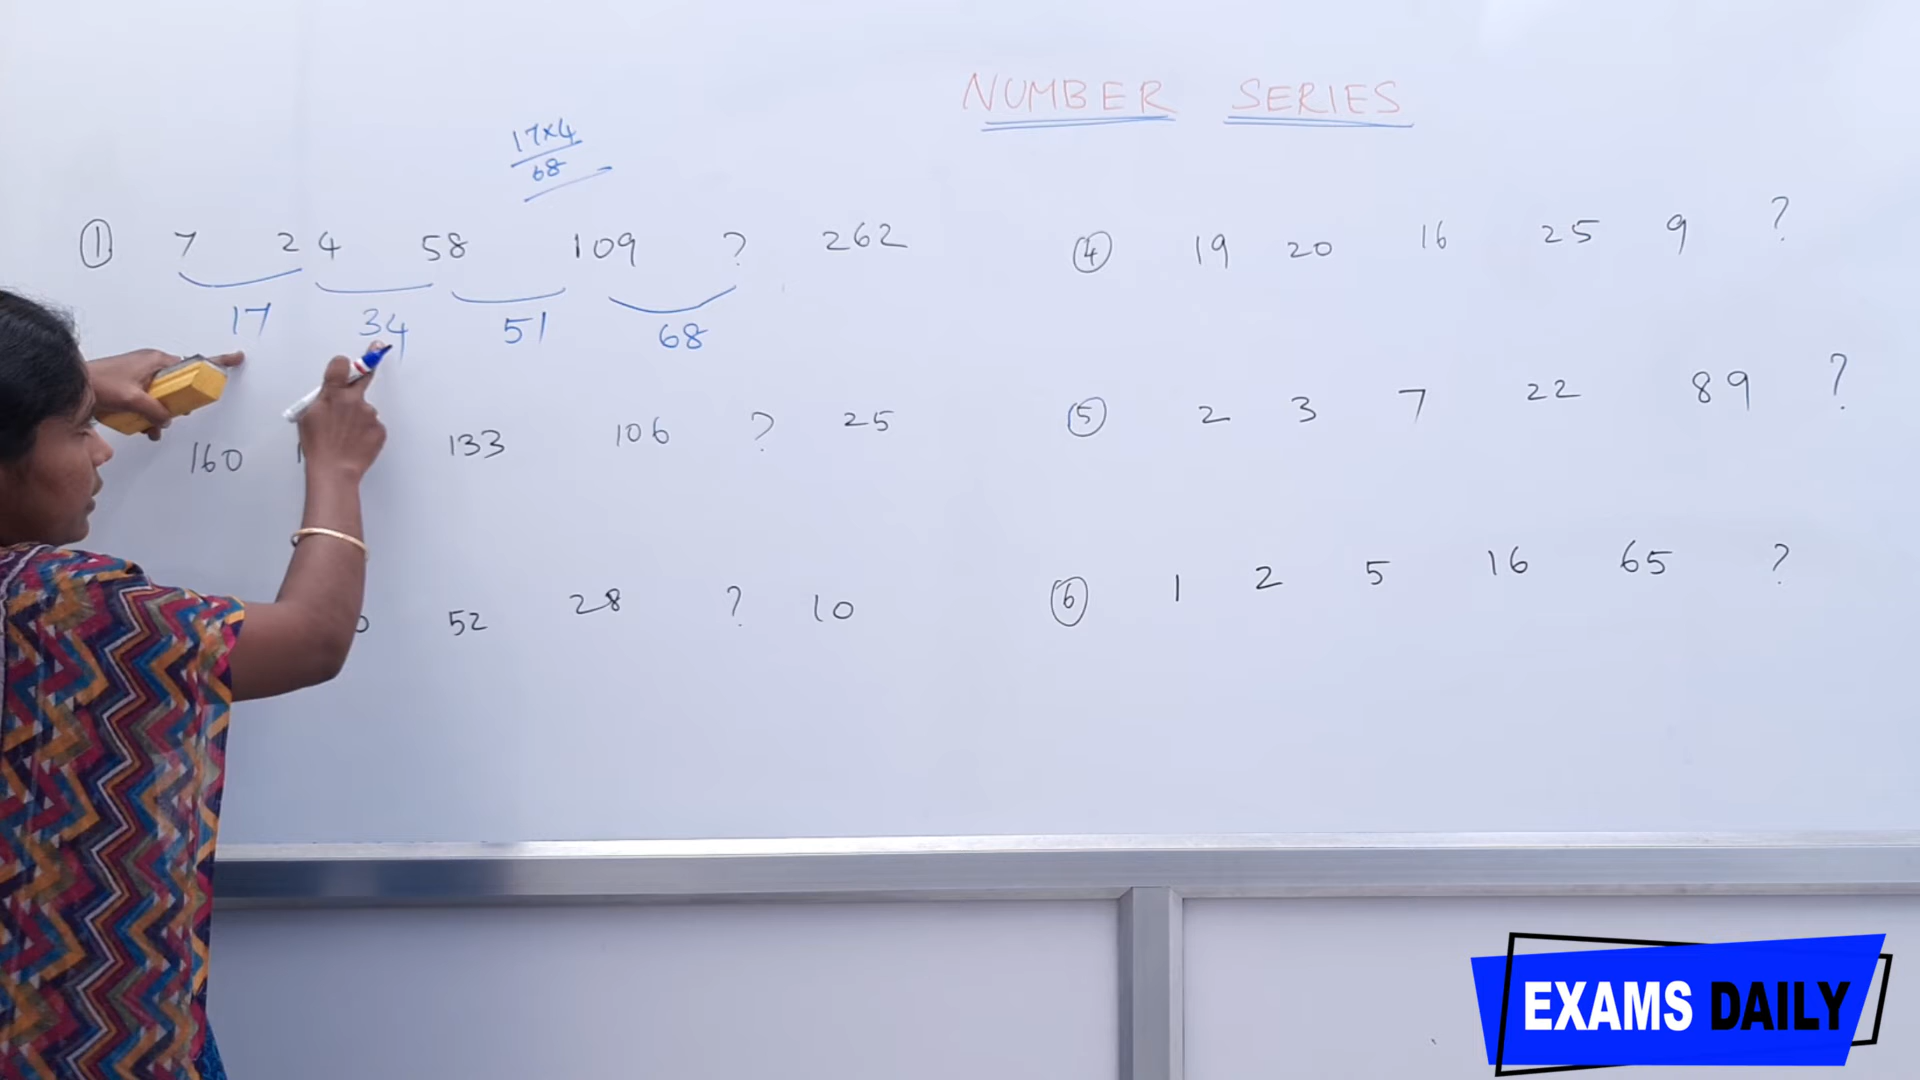 NUMBER SERIES
17×4
68
① 7 24 58 109 ? 262
17 34 51 68
160 133 106 ? 25
52 28 ? 10
④ 19 20 16 25 9 ?
⑤ 2 3 7 22 89 ?
⑥ 1 2 5 16 65 ?
EXAMS DAILY